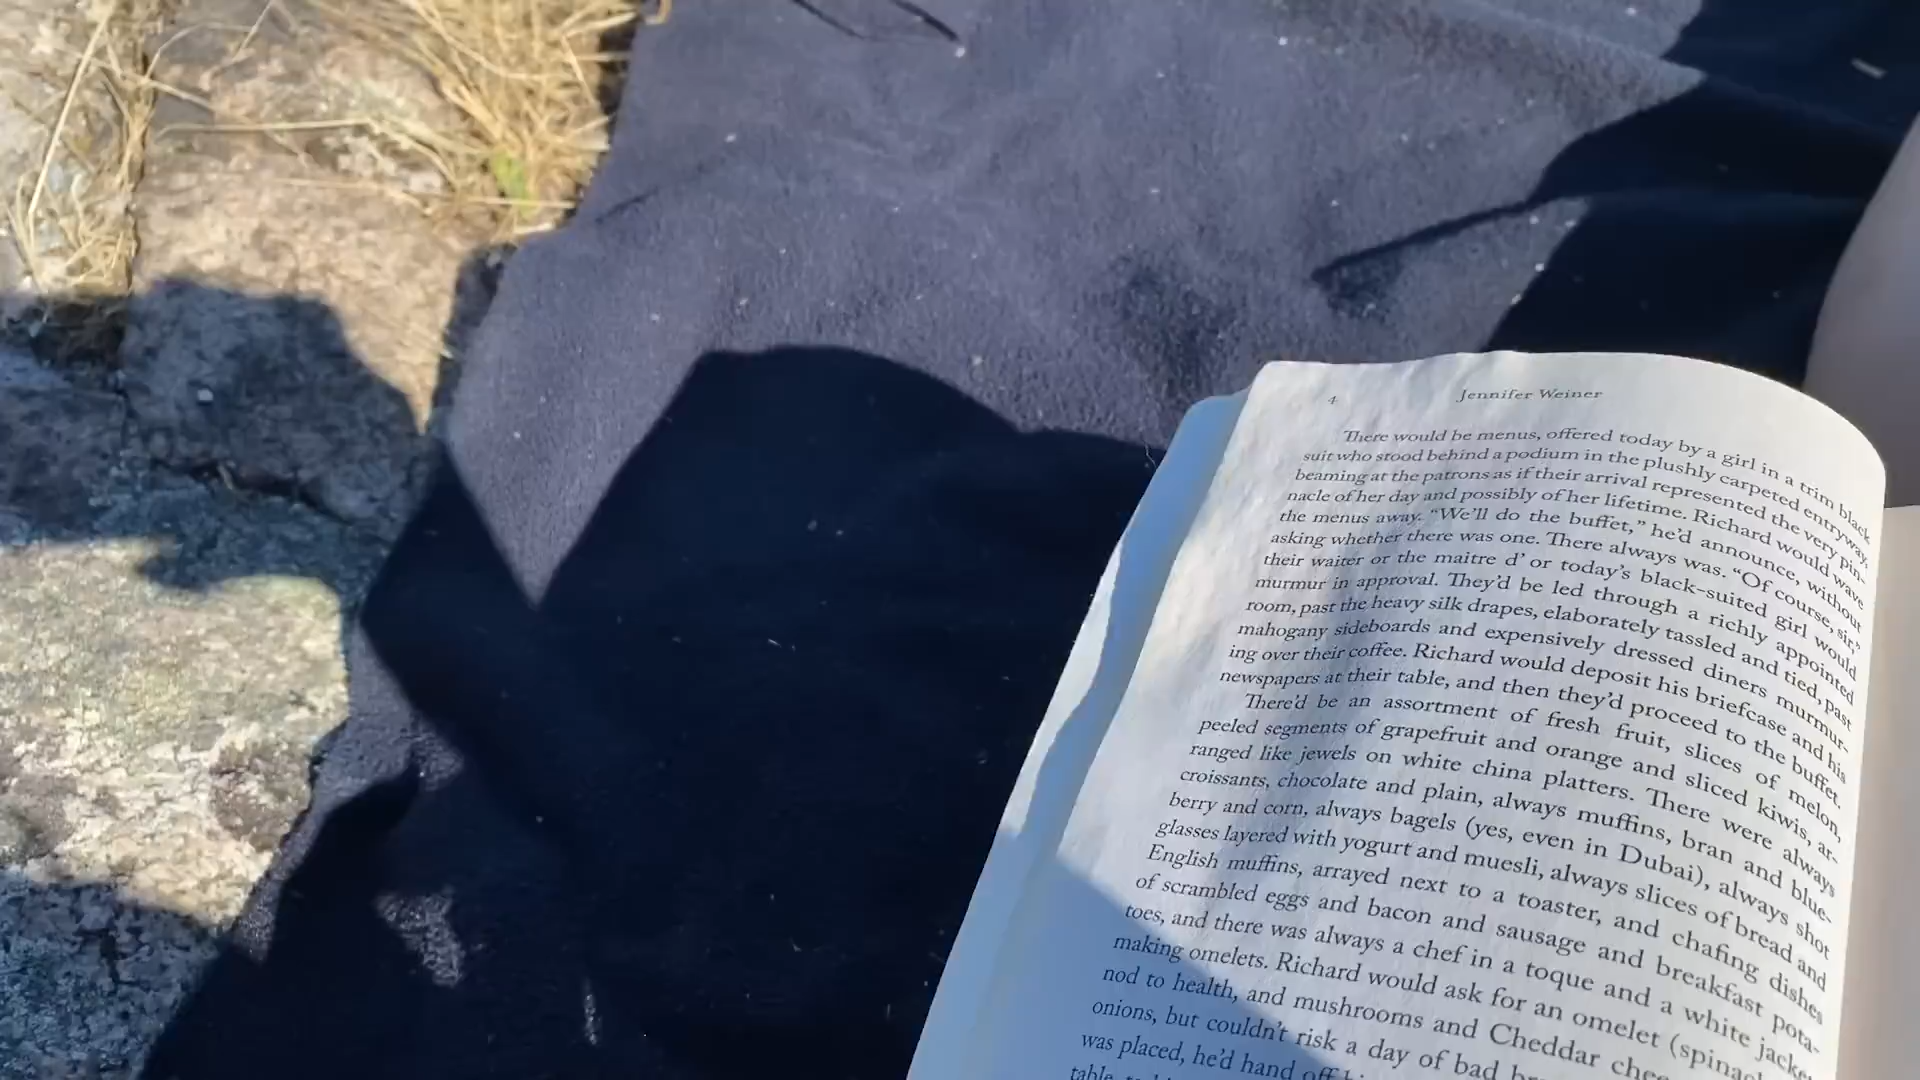 4 Jennifer Weiner
There would be menus, offered today by a girl in a trim black
suit who stood behind a podium in the plushly carpeted entryway,
beaming at the patrons as if their arrival represented the very pin-
nacle of her day and possibly of her lifetime. Richard would wave
the menus away. “We’ll do the buffet,” he’d announce, without
asking whether there was one. There always was. “Of course, sir,”
their waiter or the maitre d’ or today’s black-suited girl would
murmur in approval. They’d be led through a richly appointed
room, past the heavy silk drapes, elaborately tassled and tied, past
mahogany sideboards and expensively dressed diners murmur-
ing over their coffee. Richard would deposit his briefcase and his
newspapers at their table, and then they’d proceed to the buffet.
There’d be an assortment of fresh fruit, slices of melon,
peeled segments of grapefruit and orange and sliced kiwis, ar-
ranged like jewels on white china platters. There were always
croissants, chocolate and plain, always muffins, bran and blue-
berry and corn, always bagels (yes, even in Dubai), always shot
glasses layered with yogurt and muesli, always slices of bread and
English muffins, arrayed next to a toaster, and chafing dishes
of scrambled eggs and bacon and sausage and breakfast pota-
toes, and there was always a chef in a toque and a white jacket
making omelets. Richard would ask for an omelet (spinach
nod to health, and mushrooms and Cheddar
onions, but couldn’t risk a day of bad
was placed, he’d hand off
table,